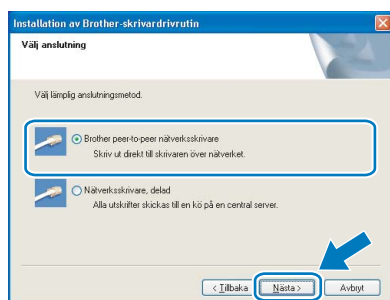 Installation av Brother-skrivardrivrutin
Välj anslutning
Välj lämplig anslutningsmetod.
Brother peer-to-peer nätverksskrivare
Skriv ut direkt till skrivaren över nätverket.
Nätverksskrivare, delad
Alla utskrifter skickas till en kö på en central server.
< Tillbaka Nästa > Avbryt